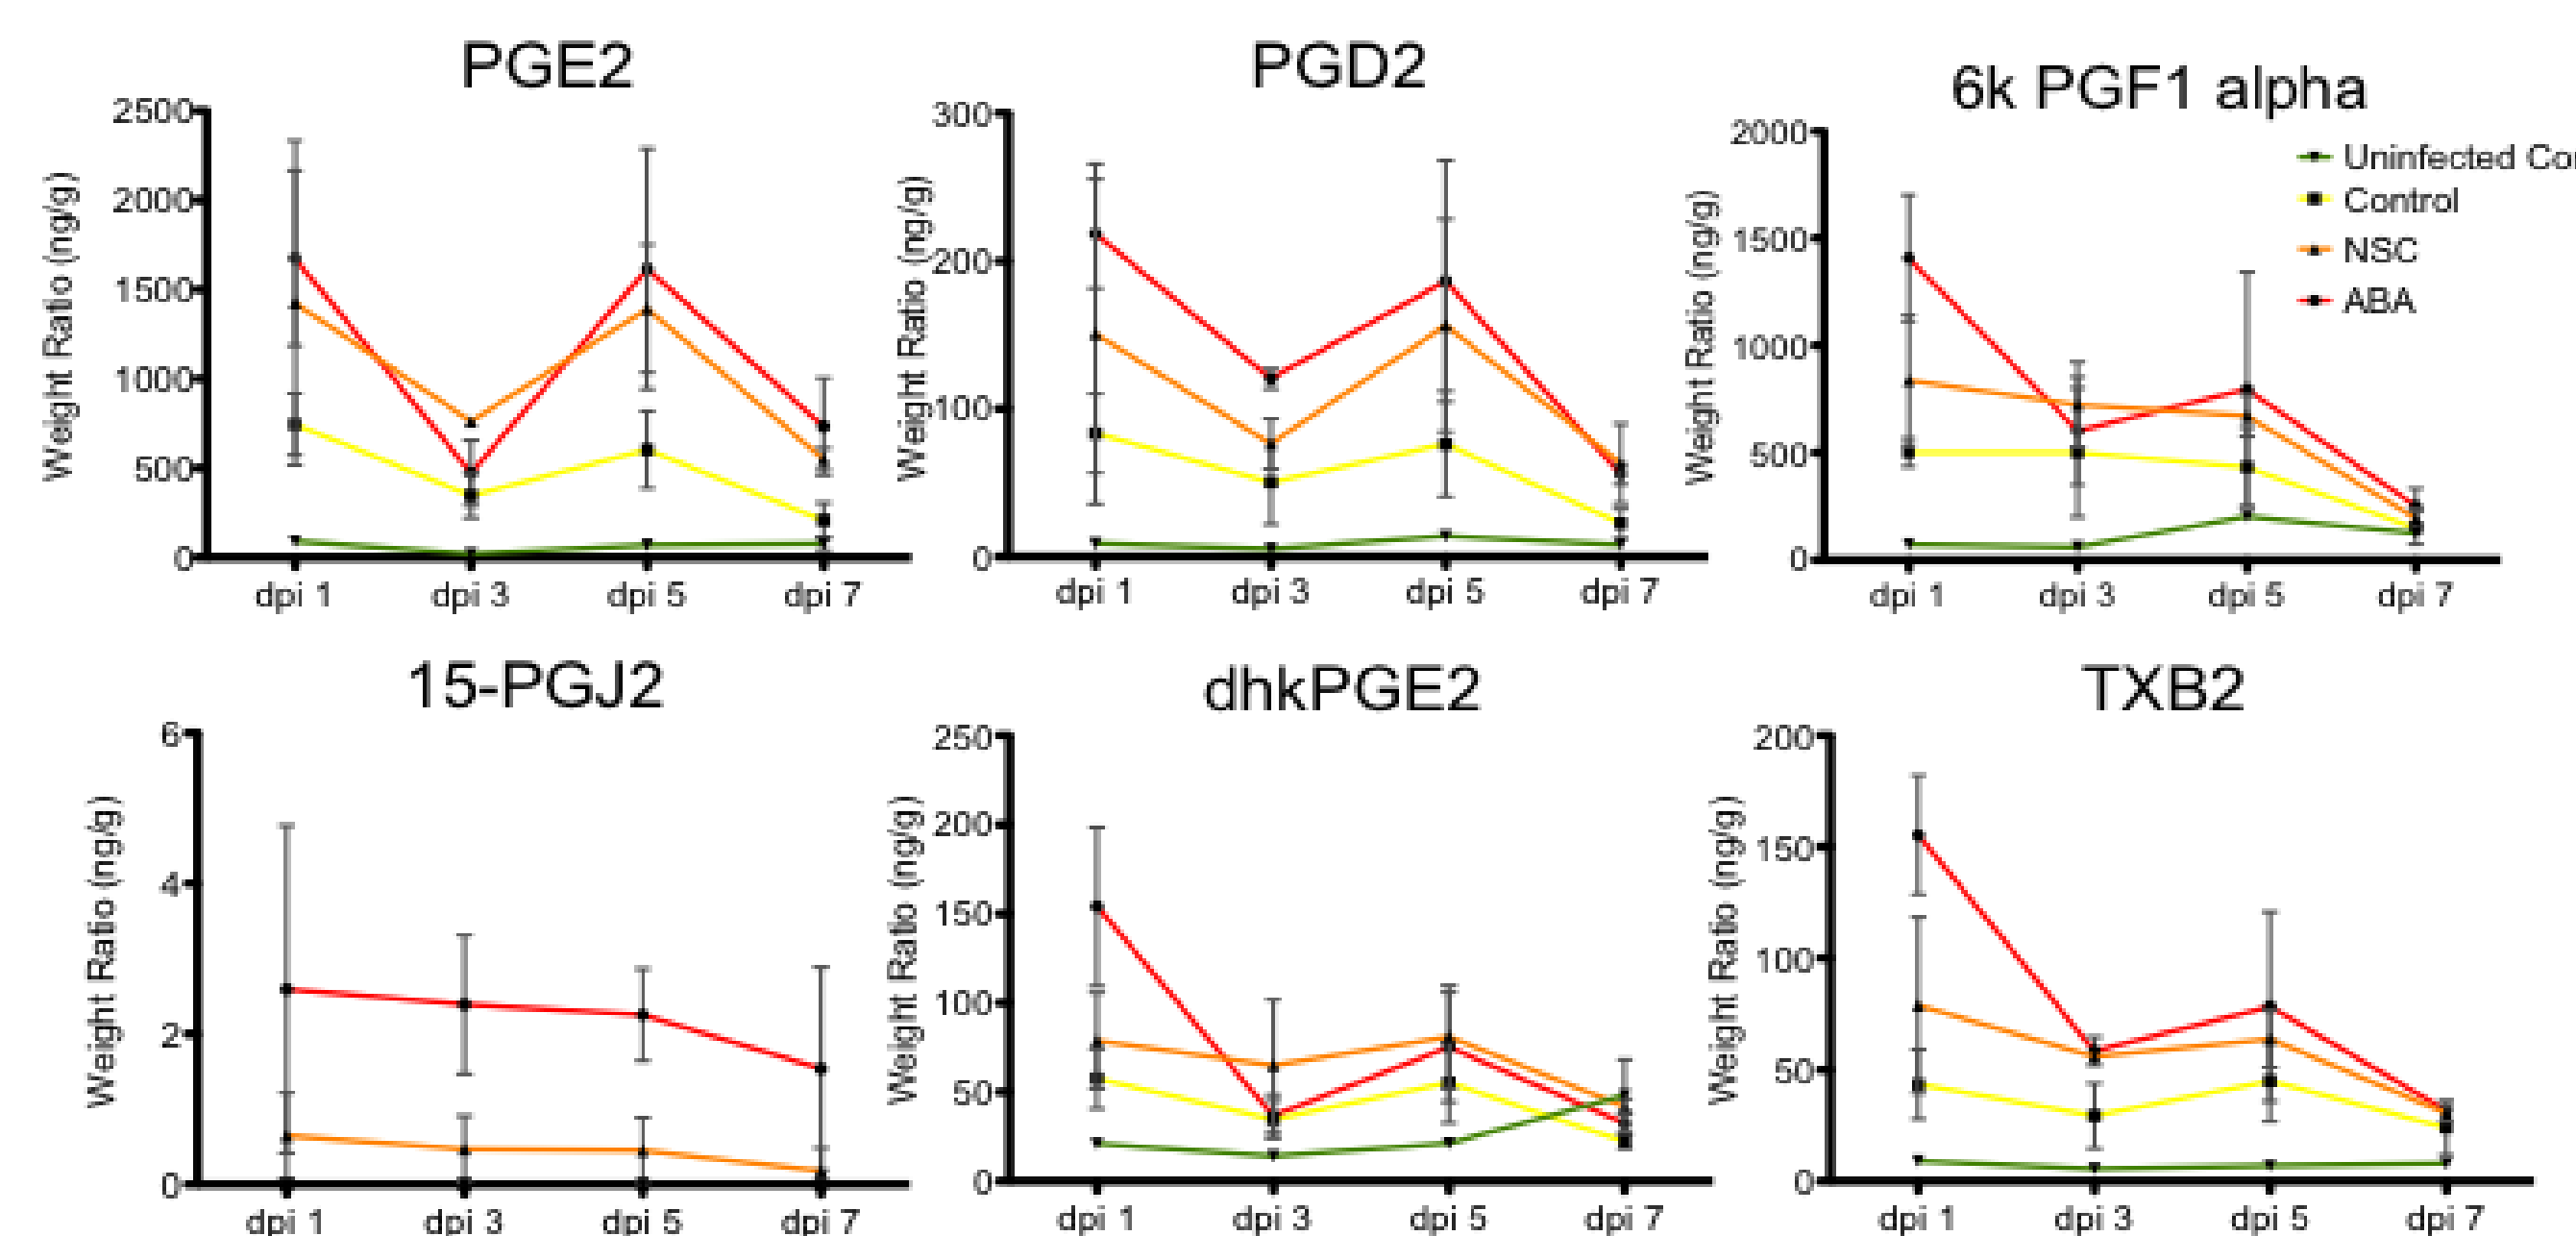 PGE2
2500
2000
1500
1000
500
0
Weight Ratio (ng/g)
dpi 1 dpi 3 dpi 5 dpi 7
PGD2
300
200
100
0
Weight Ratio (ng/g)
dpi 1 dpi 3 dpi 5 dpi 7
6k PGF1 alpha
2000
1500
1000
500
0
Weight Ratio (ng/g)
dpi 1 dpi 3 dpi 5 dpi 7
Uninfected Con
Control
NSC
ABA
15-PGJ2
6
4
2
0
Weight Ratio (ng/g)
dpi 1 dpi 3 dpi 5 dpi 7
dhkPGE2
250
200
150
100
50
0
Weight Ratio (ng/g)
dpi 1 dpi 3 dpi 5 dpi 7
TXB2
200
150
100
50
0
Weight Ratio (ng/g)
dpi 1 dpi 3 dpi 5 dpi 7